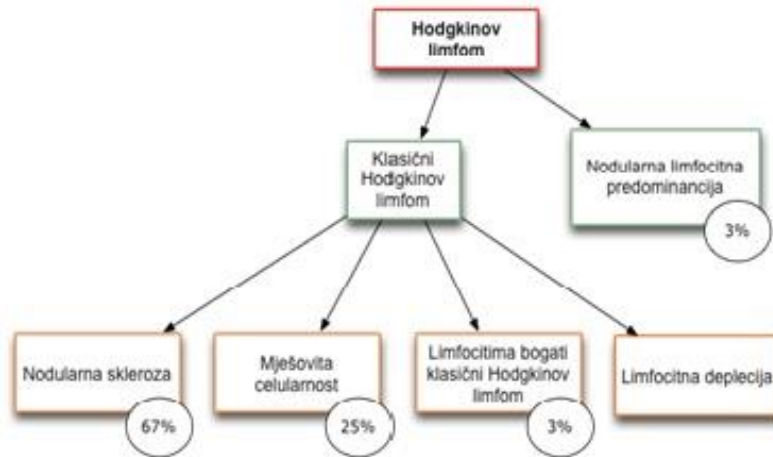 Hodgkinov
limfom
Klasični
Hodgkinov
limfom
Nodularna limfocitna
predominancija
3%
Nodularna skleroza
67%
Mješovita
celularnost
25%
Limfocitima bogati
klasični Hodgkinov
limfom
3%
Limfocitna deplecija